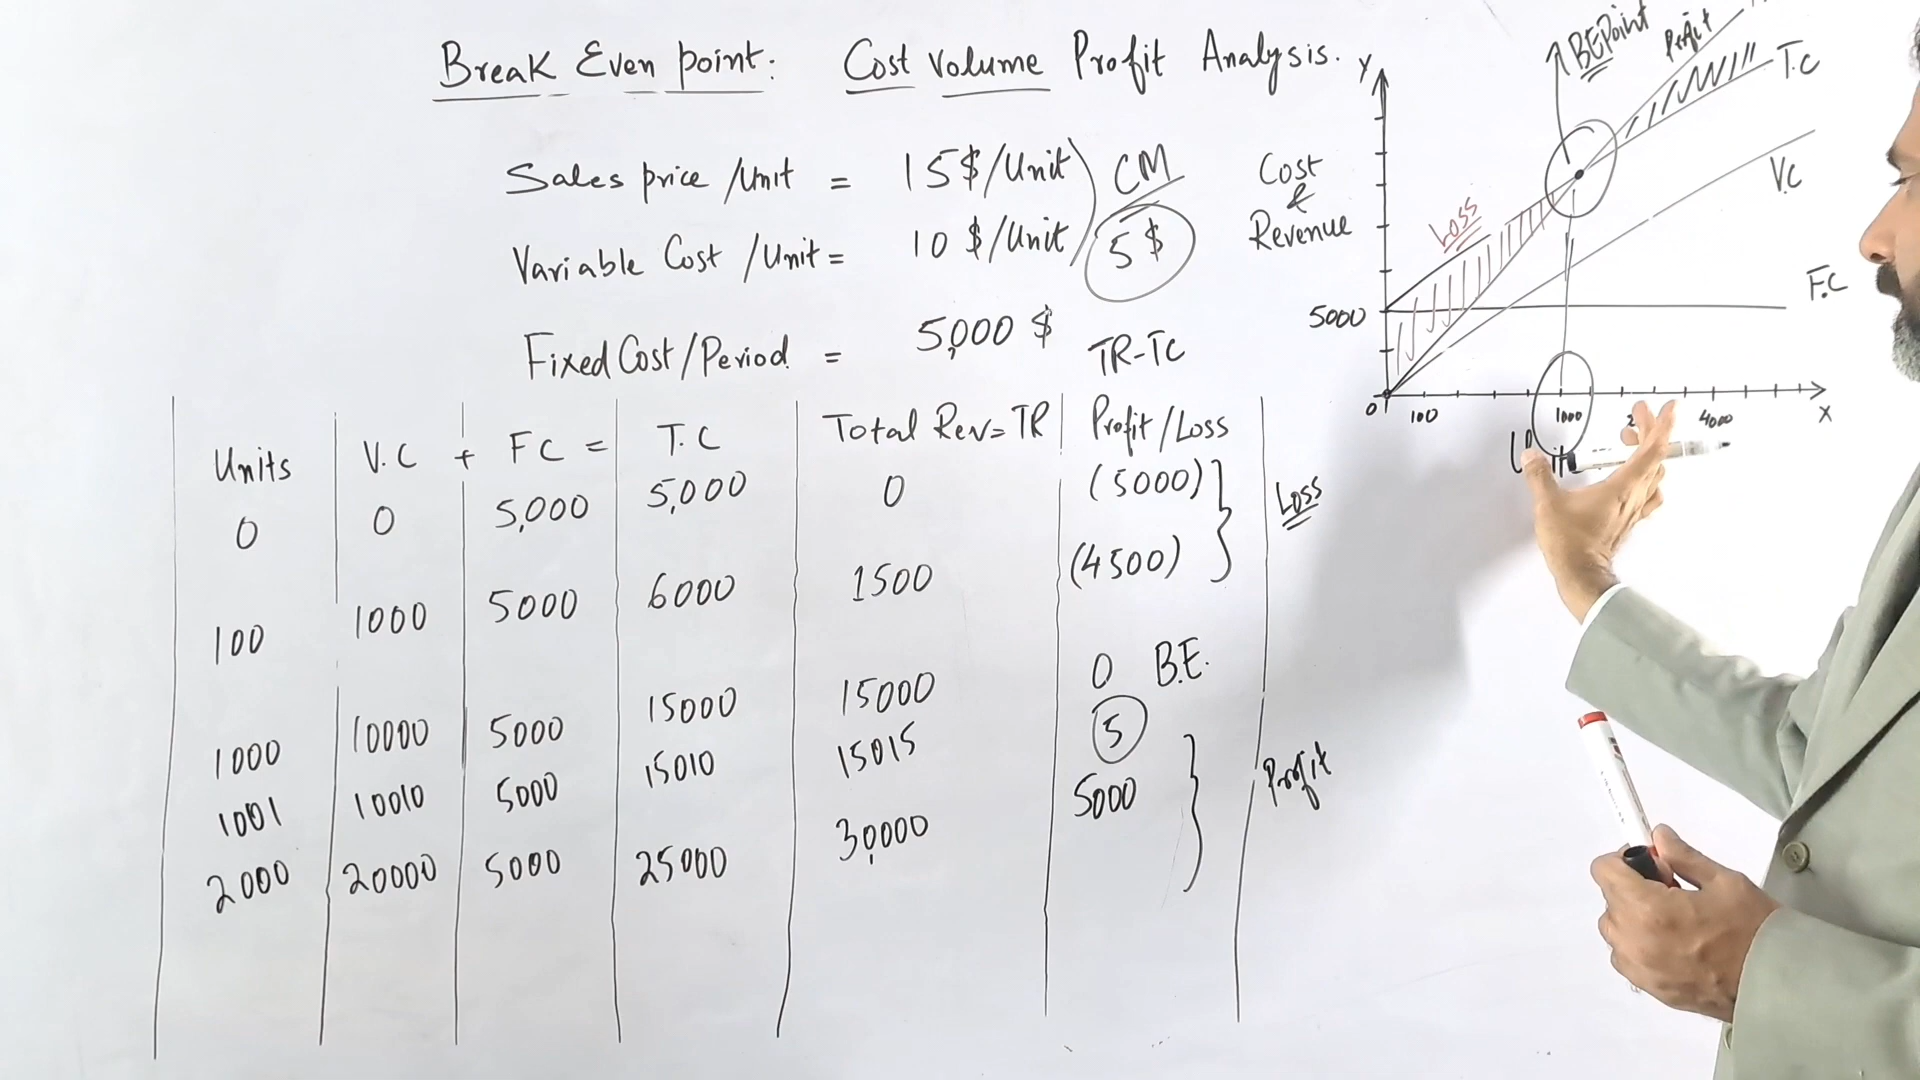 Break Even point: Cost Volume Profit Analysis.
Sales price /Unit = 15$/Unit
CM
Variable Cost /Unit = 10 $/Unit
5 $
Fixed Cost/Period = 5,000 $
TR-TC
Units V.C + FC = T.C Total Rev=TR Profit/Loss
0 0 5,000 5,000 0 (5000)
Loss
100 1000 5000 6000 1500 (4500)
1000 10000 5000 15000 15000 0 B.E.
1001 10010 5000 15010 15015 5
2000 20000 5000 25000 30,000 5000
Profit
Y
BEPoint
Profit
T.C
V.C
F.C
Cost
&
Revenue
Loss
5000
0 100 1000 4000 X